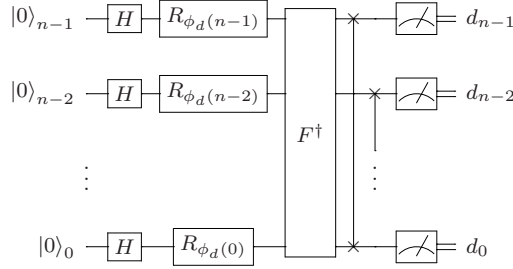 |0⟩ₙ₋₁ H R_{ϕ_d(n−1)} d_{n−1}
|0⟩ₙ₋₂ H R_{ϕ_d(n−2)} d_{n−2}
F†
⋮ ⋮
|0⟩₀ H R_{ϕ_d(0)} d_0